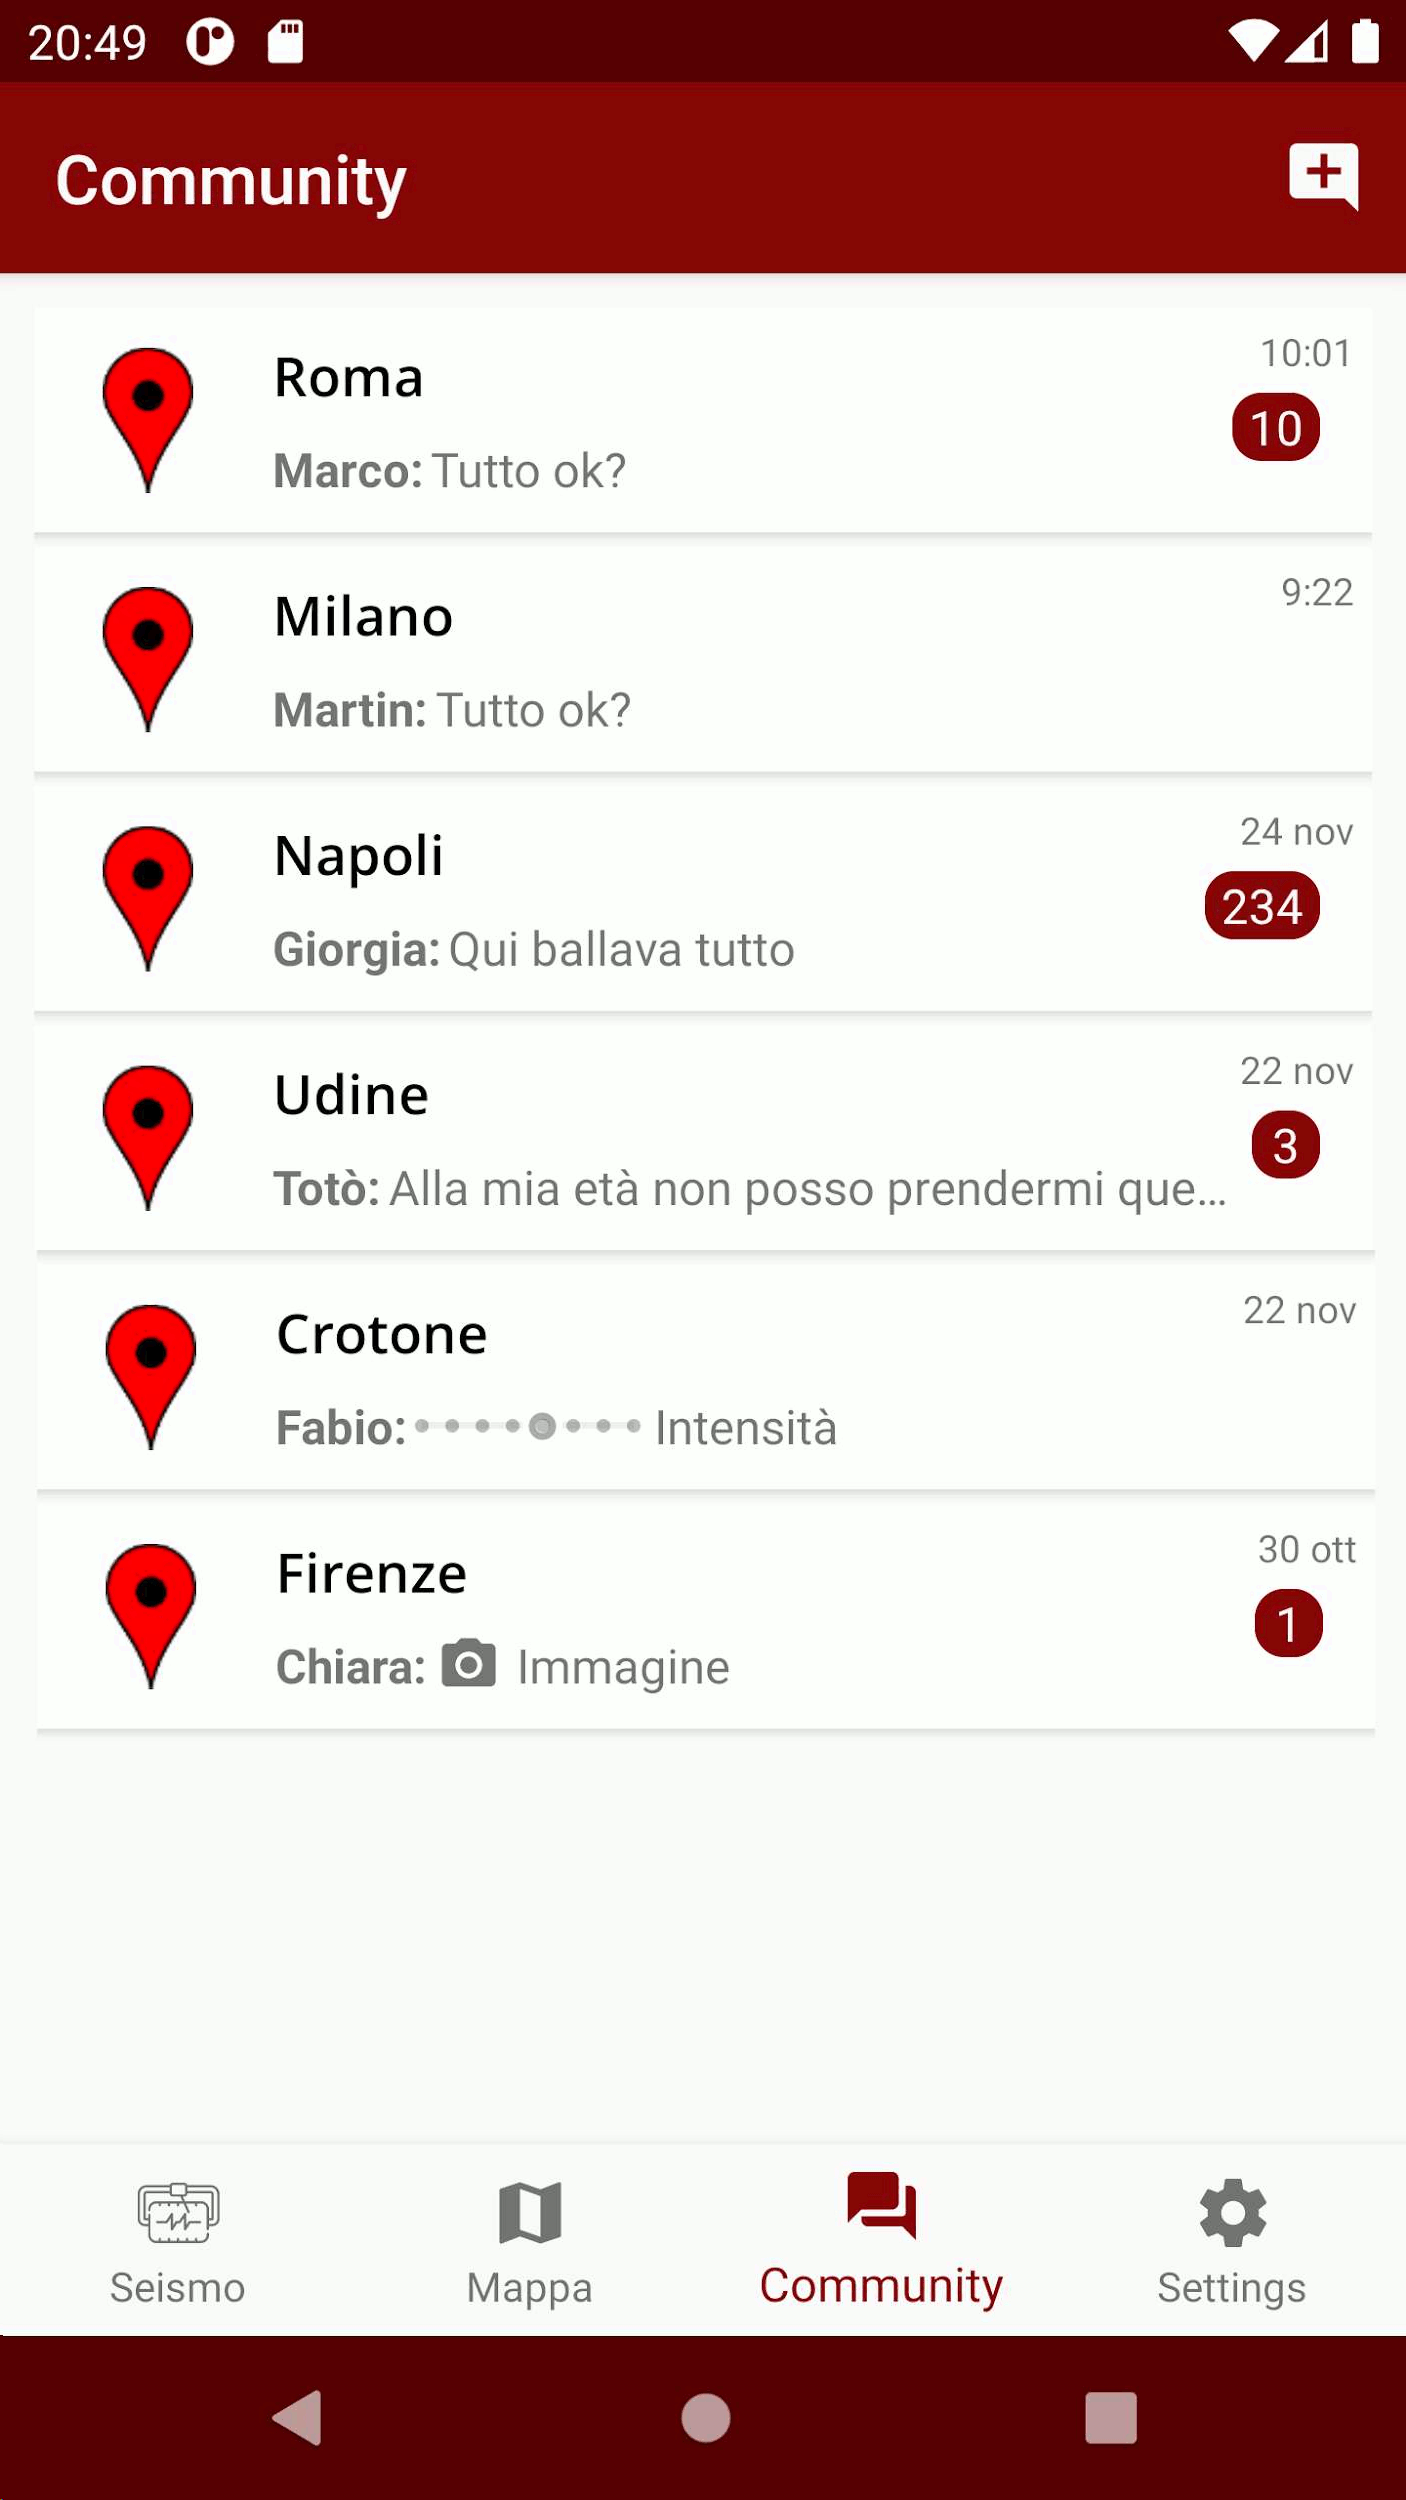 20:49
Community
Roma
10:01
10
Marco: Tutto ok?
Milano
9:22
Martin: Tutto ok?
Napoli
24 nov
234
Giorgia: Qui ballava tutto
Udine
22 nov
3
Totò: Alla mia età non posso prendermi que...
Crotone
22 nov
Fabio: Intensità
Firenze
30 ott
1
Chiara: Immagine
Seismo Mappa Community Settings